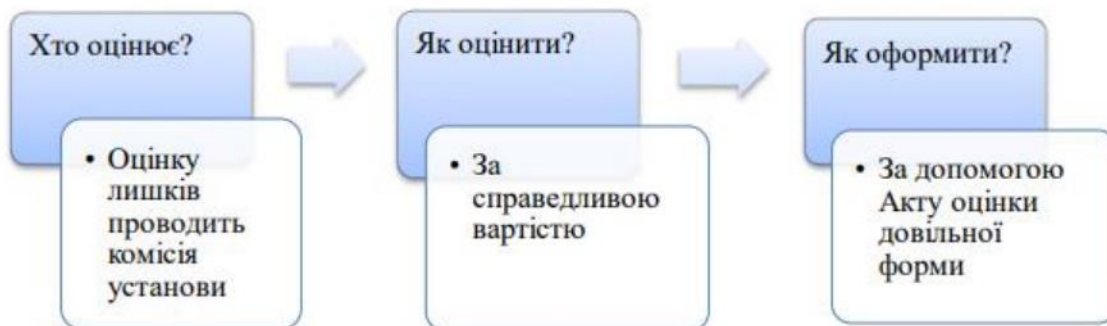 Хто оцінює?
• Оцінку
лишків
проводить
комісія
установи
Як оцінити?
• За
справедливою
вартістю
Як оформити?
• За допомогою
Акту оцінки
довільної
форми